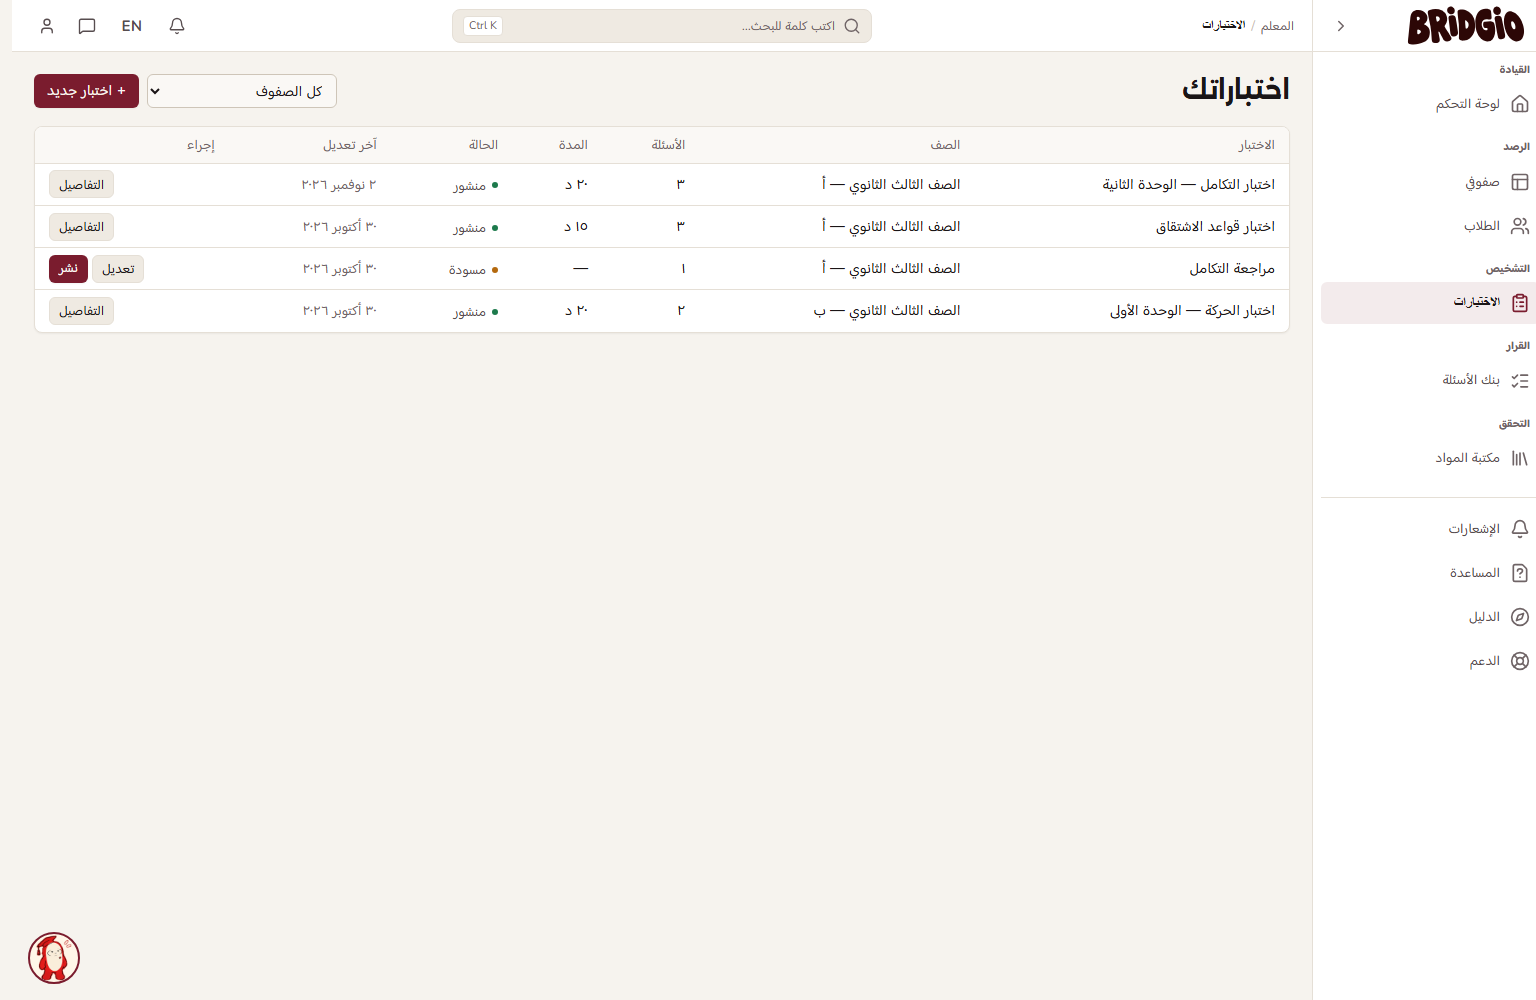 BRiDGiO
المعلم / الاختبارات
اكتب كلمة للبحث...
Ctrl K
EN
القيادة
لوحة التحكم
الرصد
صفوفي
الطلاب
التشخيص
الاختبارات
القرار
بنك الأسئلة
التحقق
مكتبة المواد
الإشعارات
المساعدة
الدليل
الدعم
اختباراتك
كل الصفوف
+ اختبار جديد
الاختبار الصف الأسئلة المدة الحالة آخر تعديل إجراء
اختبار التكامل — الوحدة الثانية الصف الثالث الثانوي — أ ٣ ٢٠ د منشور ٢ نوفمبر ٢٠٢٦ التفاصيل
اختبار قواعد الاشتقاق الصف الثالث الثانوي — أ ٣ ١٥ د منشور ٣٠ أكتوبر ٢٠٢٦ التفاصيل
مراجعة التكامل الصف الثالث الثانوي — أ ١ — مسودة ٣٠ أكتوبر ٢٠٢٦ تعديل نشر
اختبار الحركة — الوحدة الأولى الصف الثالث الثانوي — ب ٢ ٢٠ د منشور ٣٠ أكتوبر ٢٠٢٦ التفاصيل